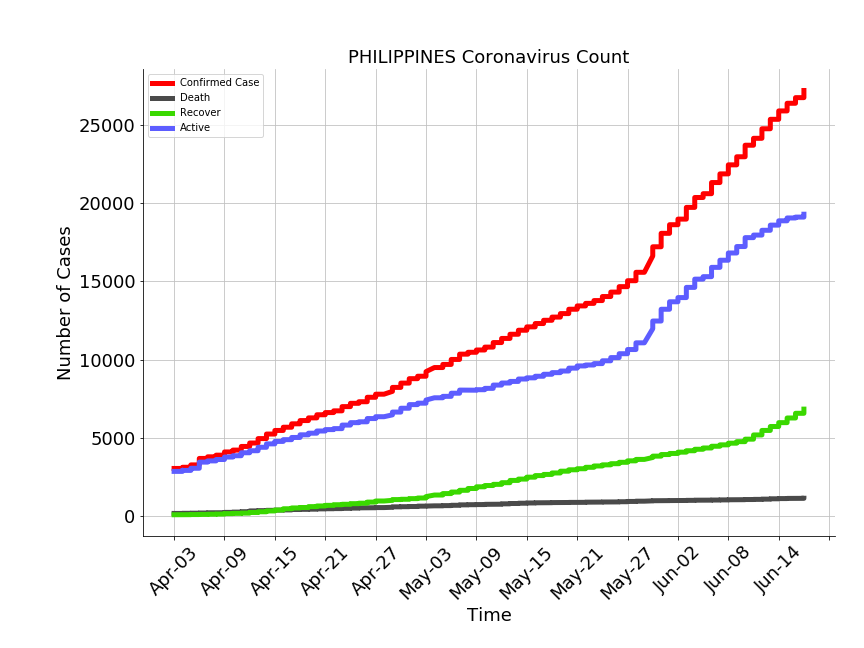 PHILIPPINES Coronavirus Count
Confirmed Case
Death
Recover
Active
25000
20000
15000
10000
5000
0
Number of Cases
Apr-03
Apr-09
Apr-15
Apr-21
Apr-27
May-03
May-09
May-15
May-21
May-27
Jun-02
Jun-08
Jun-14
Time